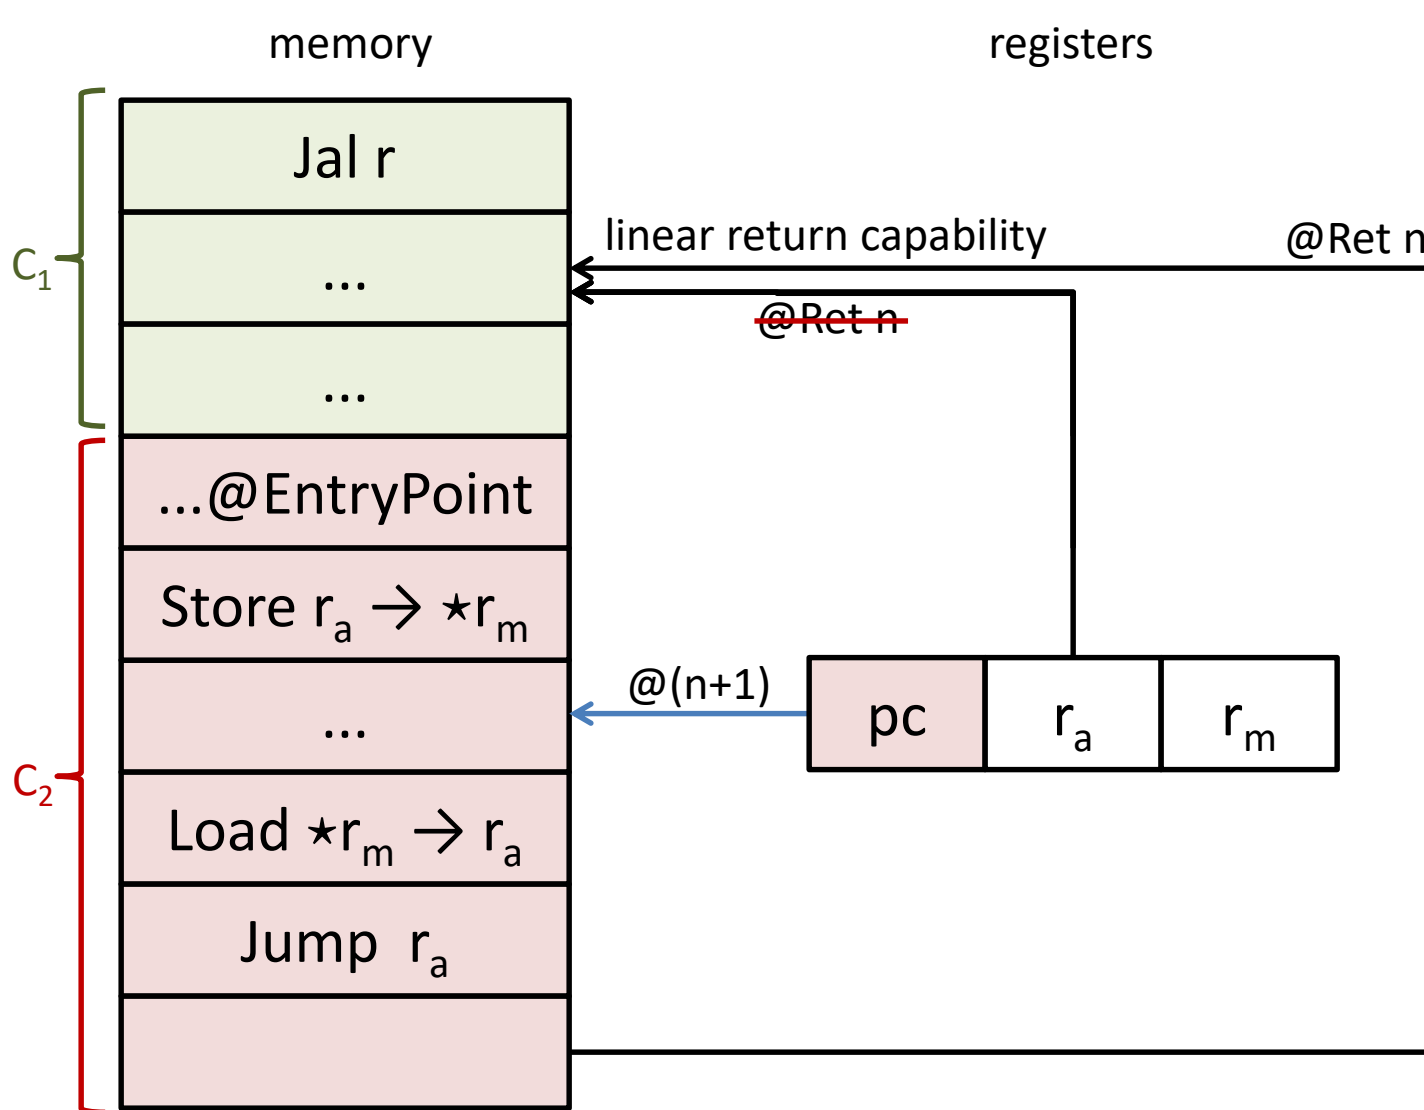 memory
registers
Jal r
linear return capability
@Ret n
C₁
...
@Ret n
...
...@EntryPoint
Store rₐ → ⋆rₘ
@(n+1)
...
pc
rₐ
rₘ
C₂
Load ⋆rₘ → rₐ
Jump rₐ